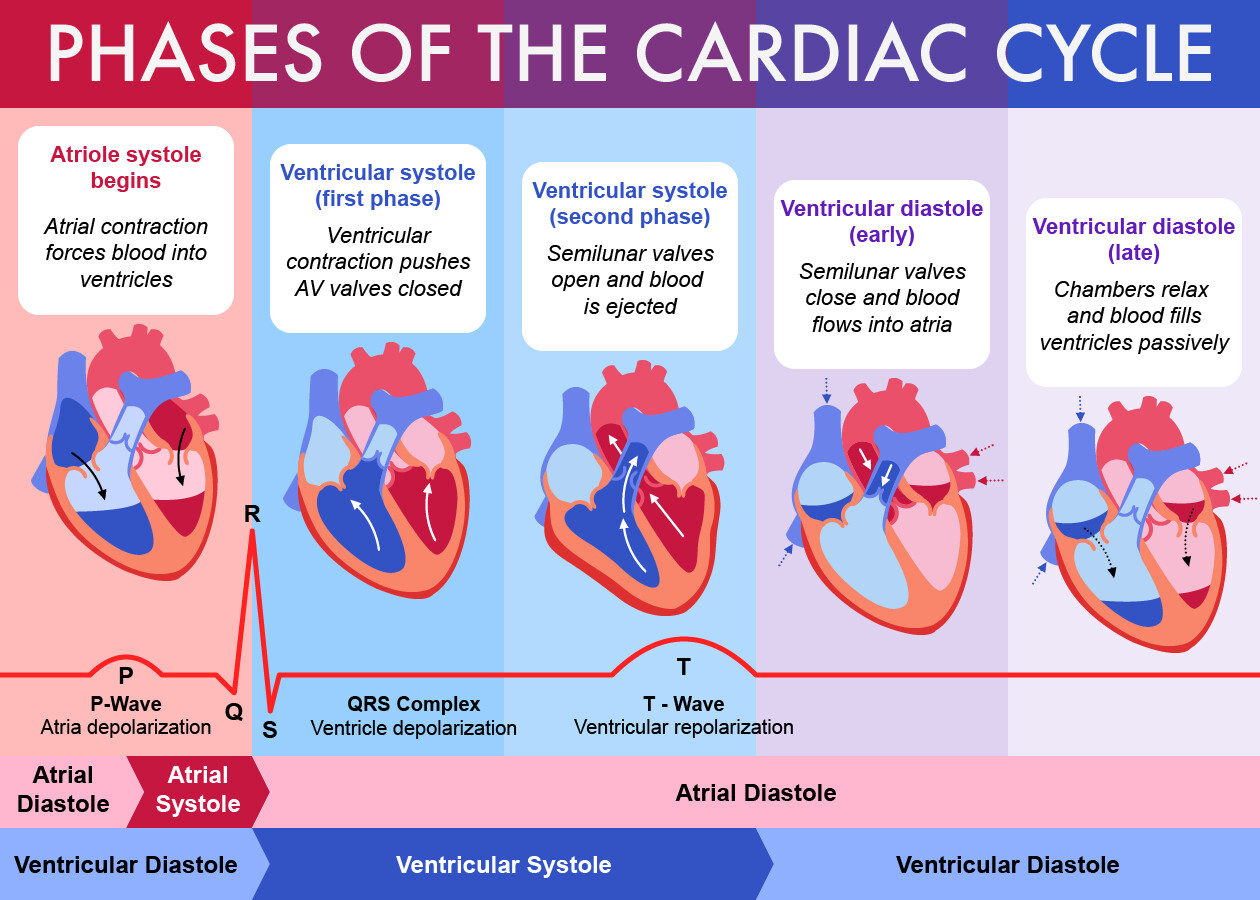 PHASES OF THE CARDIAC CYCLE
Atriole systole
begins
Atrial contraction
forces blood into
ventricles
Ventricular systole
(first phase)
Ventricular
contraction pushes
AV valves closed
Ventricular systole
(second phase)
Semilunar valves
open and blood
is ejected
Ventricular diastole
(early)
Semilunar valves
close and blood
flows into atria
Ventricular diastole
(late)
Chambers relax
and blood fills
ventricles passively
R
P
Q
S
T
P-Wave
Atria depolarization
QRS Complex
Ventricle depolarization
T - Wave
Ventricular repolarization
Atrial
Diastole
Atrial
Systole
Atrial Diastole
Ventricular Diastole
Ventricular Systole
Ventricular Diastole